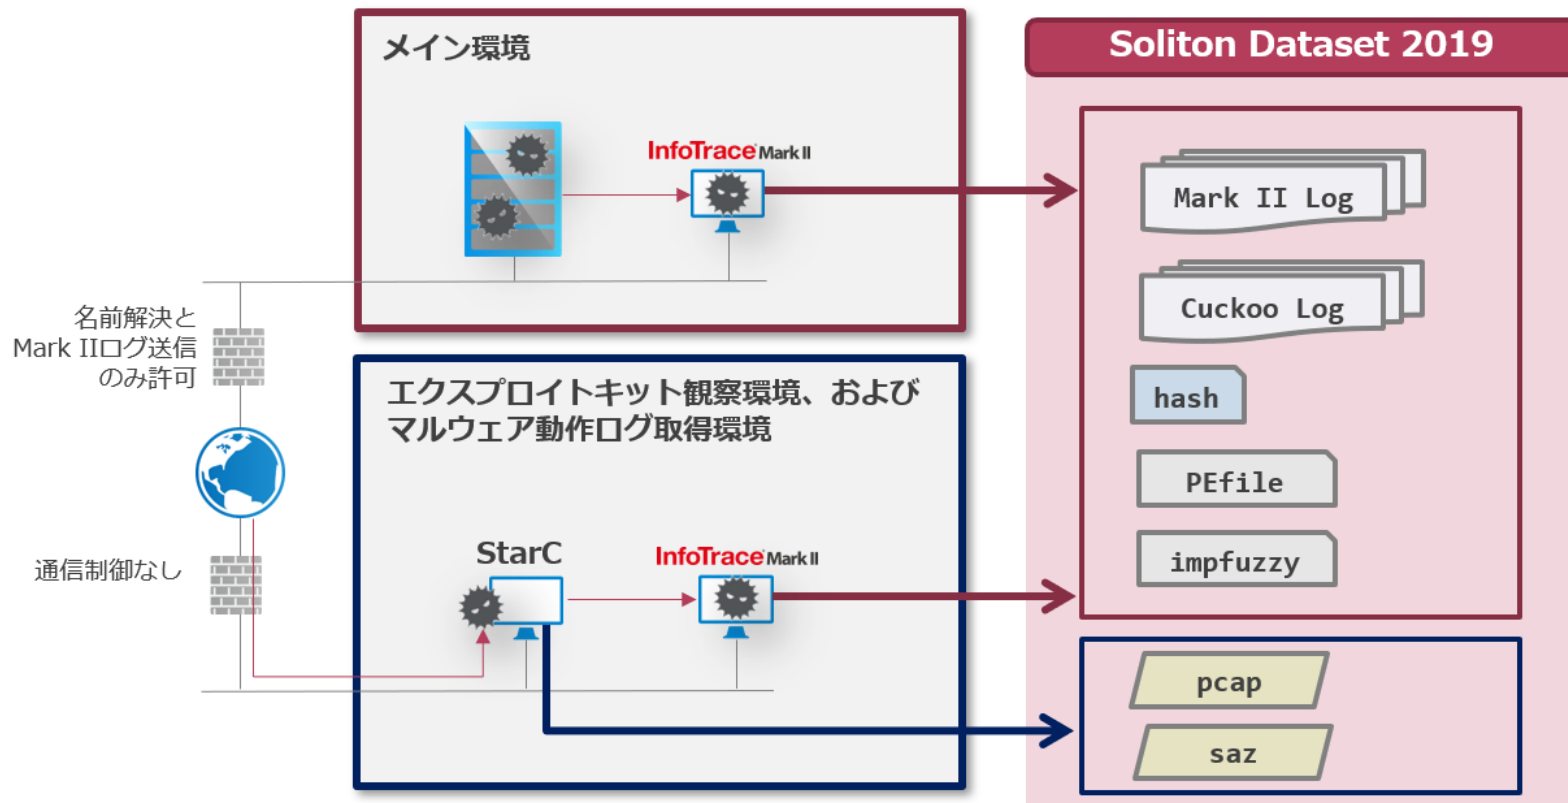 メイン環境
InfoTrace Mark II
名前解決と
Mark IIログ送信
のみ許可
エクスプロイトキット観察環境、および
マルウェア動作ログ取得環境
通信制御なし
StarC
InfoTrace Mark II
Soliton Dataset 2019
Mark II Log
Cuckoo Log
hash
PEfile
impfuzzy
pcap
saz